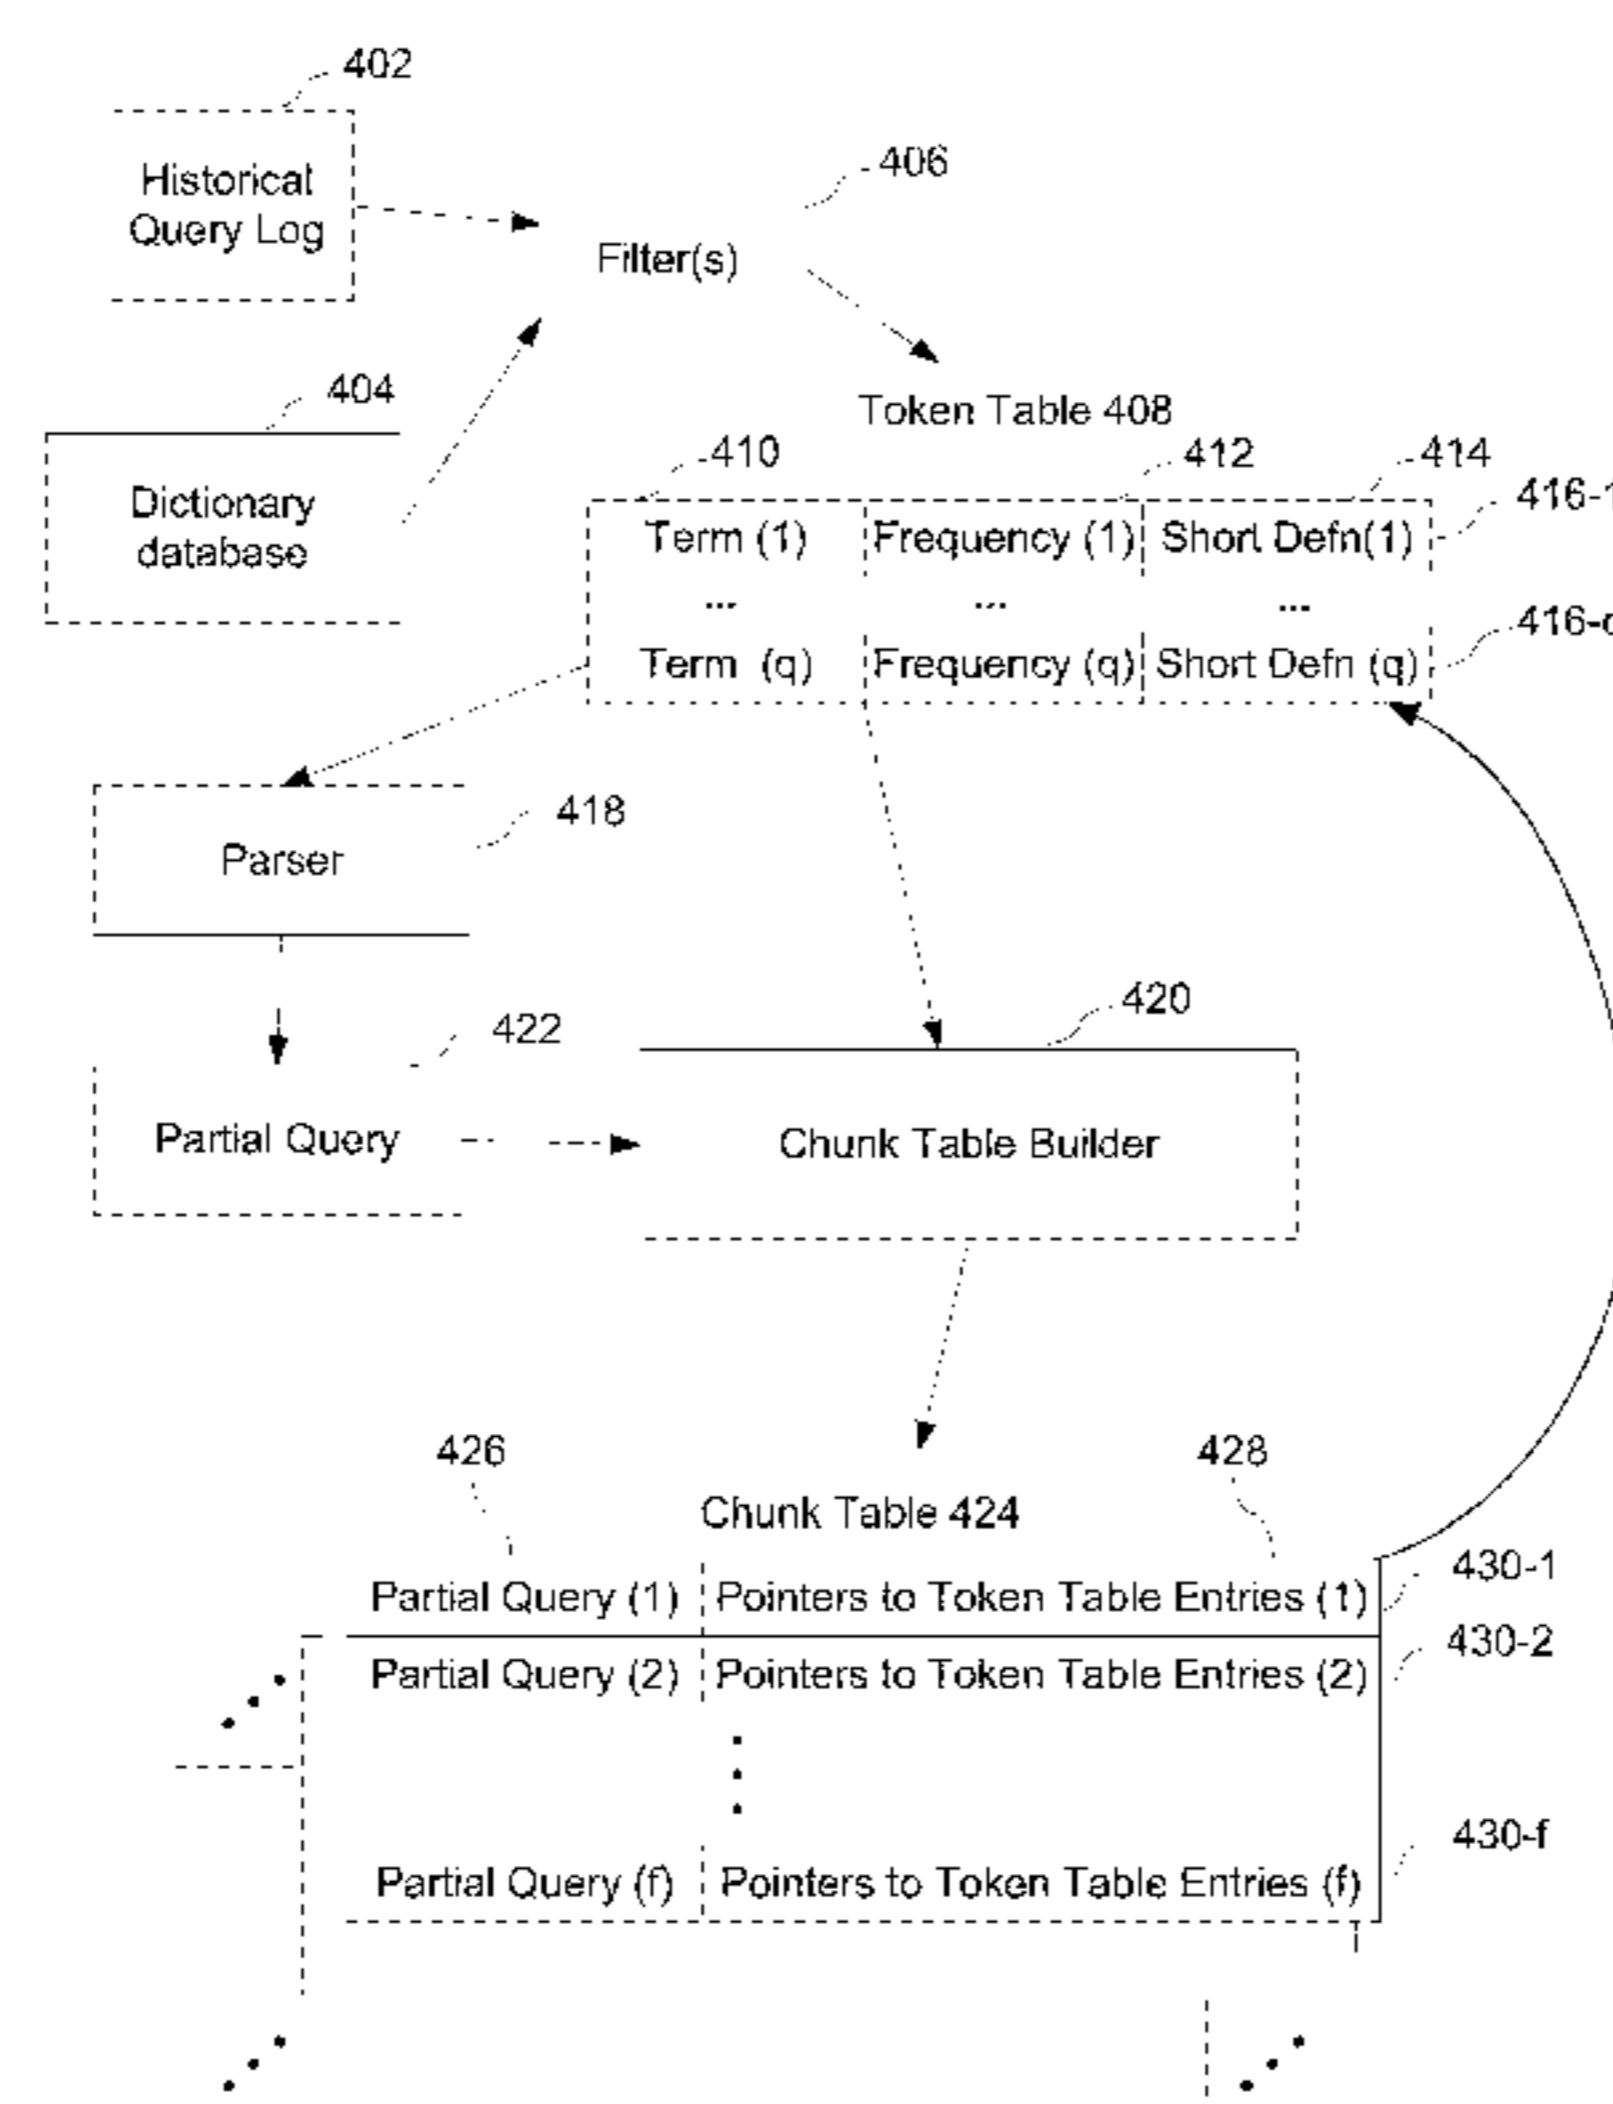 402
Historical
Query Log
406
Filter(s)
404
Dictionary
database
Token Table 408
410
412
414
416-1
Term (1) Frequency (1) Short Defn(1)
... ... ...
416-
Term (q) Frequency (q) Short Defn (q)
418
Parser
422
420
Partial Query
Chunk Table Builder
426
428
Chunk Table 424
430-1
Partial Query (1) Pointers to Token Table Entries (1)
430-2
Partial Query (2) Pointers to Token Table Entries (2)
430-f
Partial Query (f) Pointers to Token Table Entries (f)